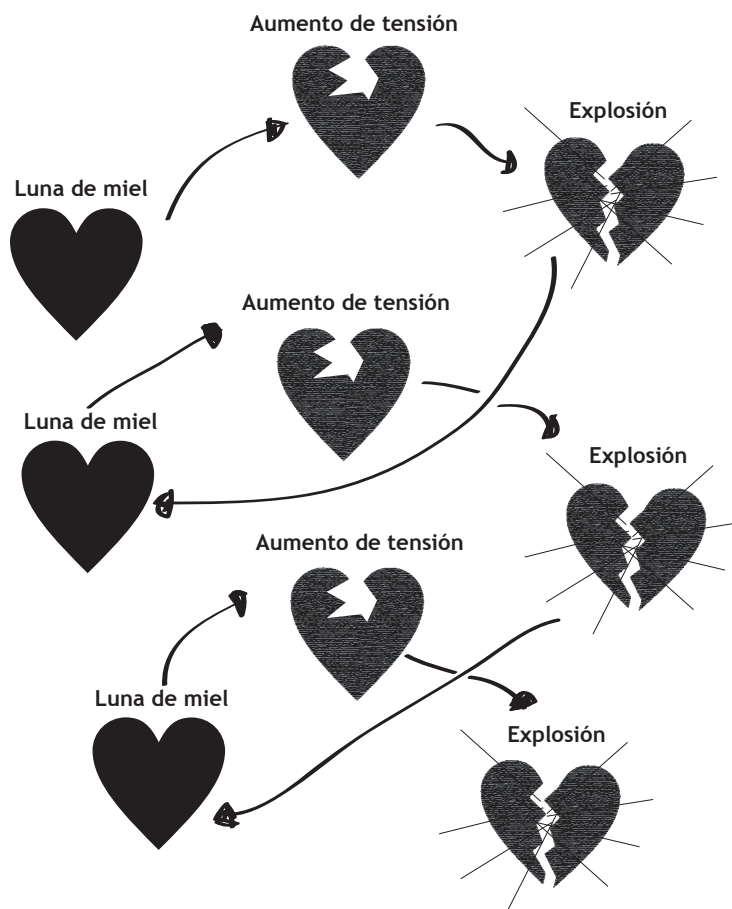 Aumento de tensión
Explosión
Luna de miel
Aumento de tensión
Luna de miel
Explosión
Aumento de tensión
Luna de miel
Explosión